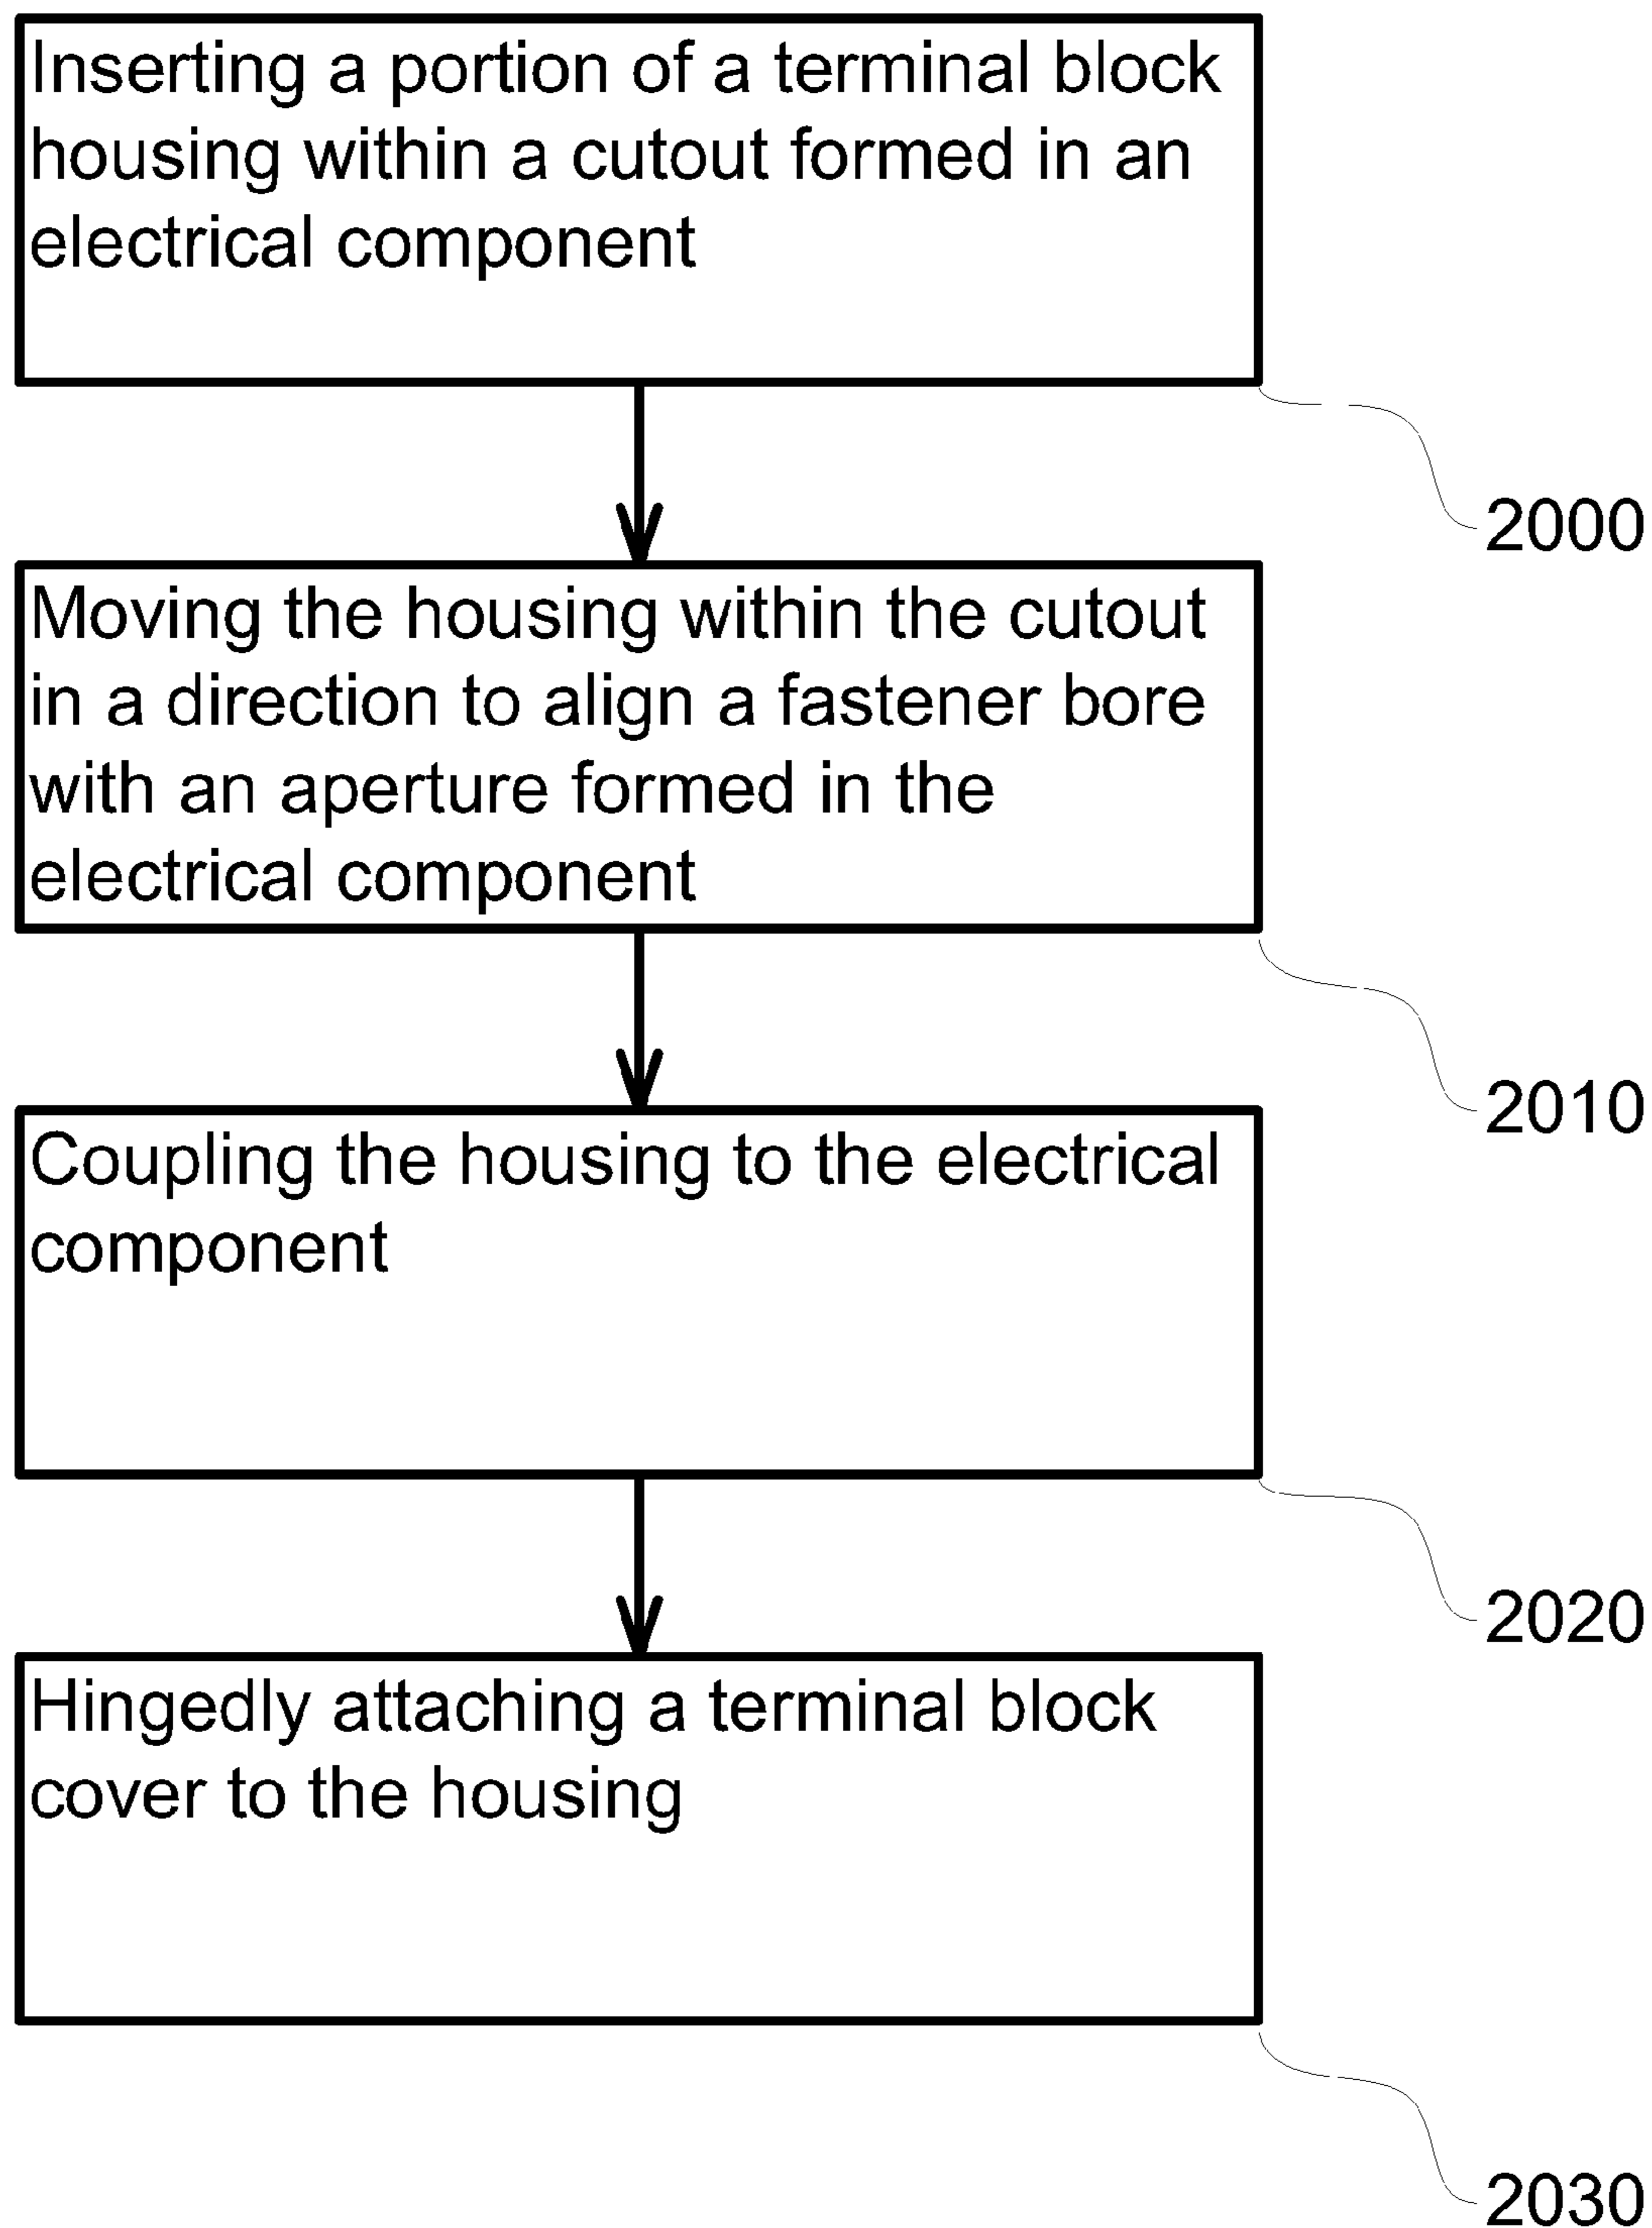 Inserting a portion of a terminal block
housing within a cutout formed in an
electrical component
2000
Moving the housing within the cutout
in a direction to align a fastener bore
with an aperture formed in the
electrical component
2010
Coupling the housing to the electrical
component
2020
Hingedly attaching a terminal block
cover to the housing
2030